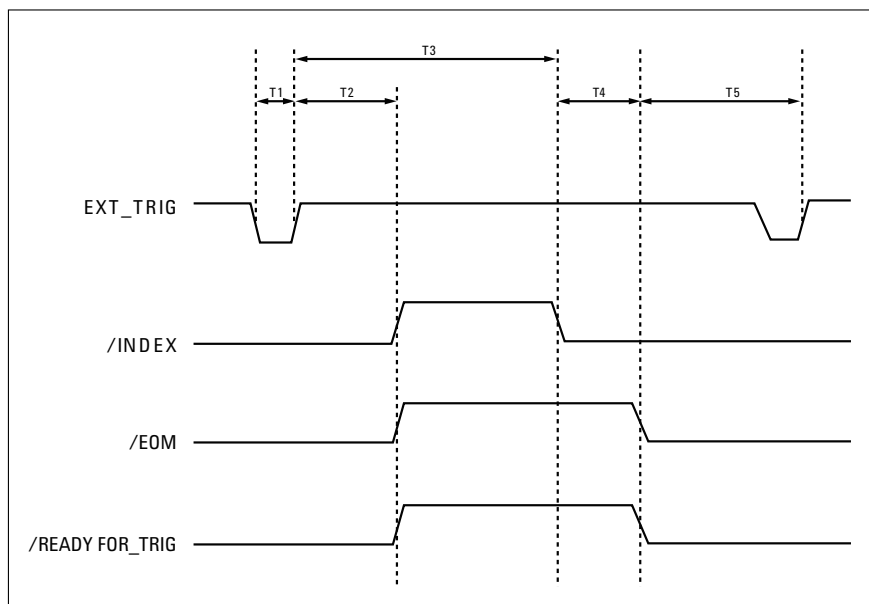 T3
T1
T2
T4
T5
EXT_TRIG
/INDEX
/EOM
/READY FOR_TRIG